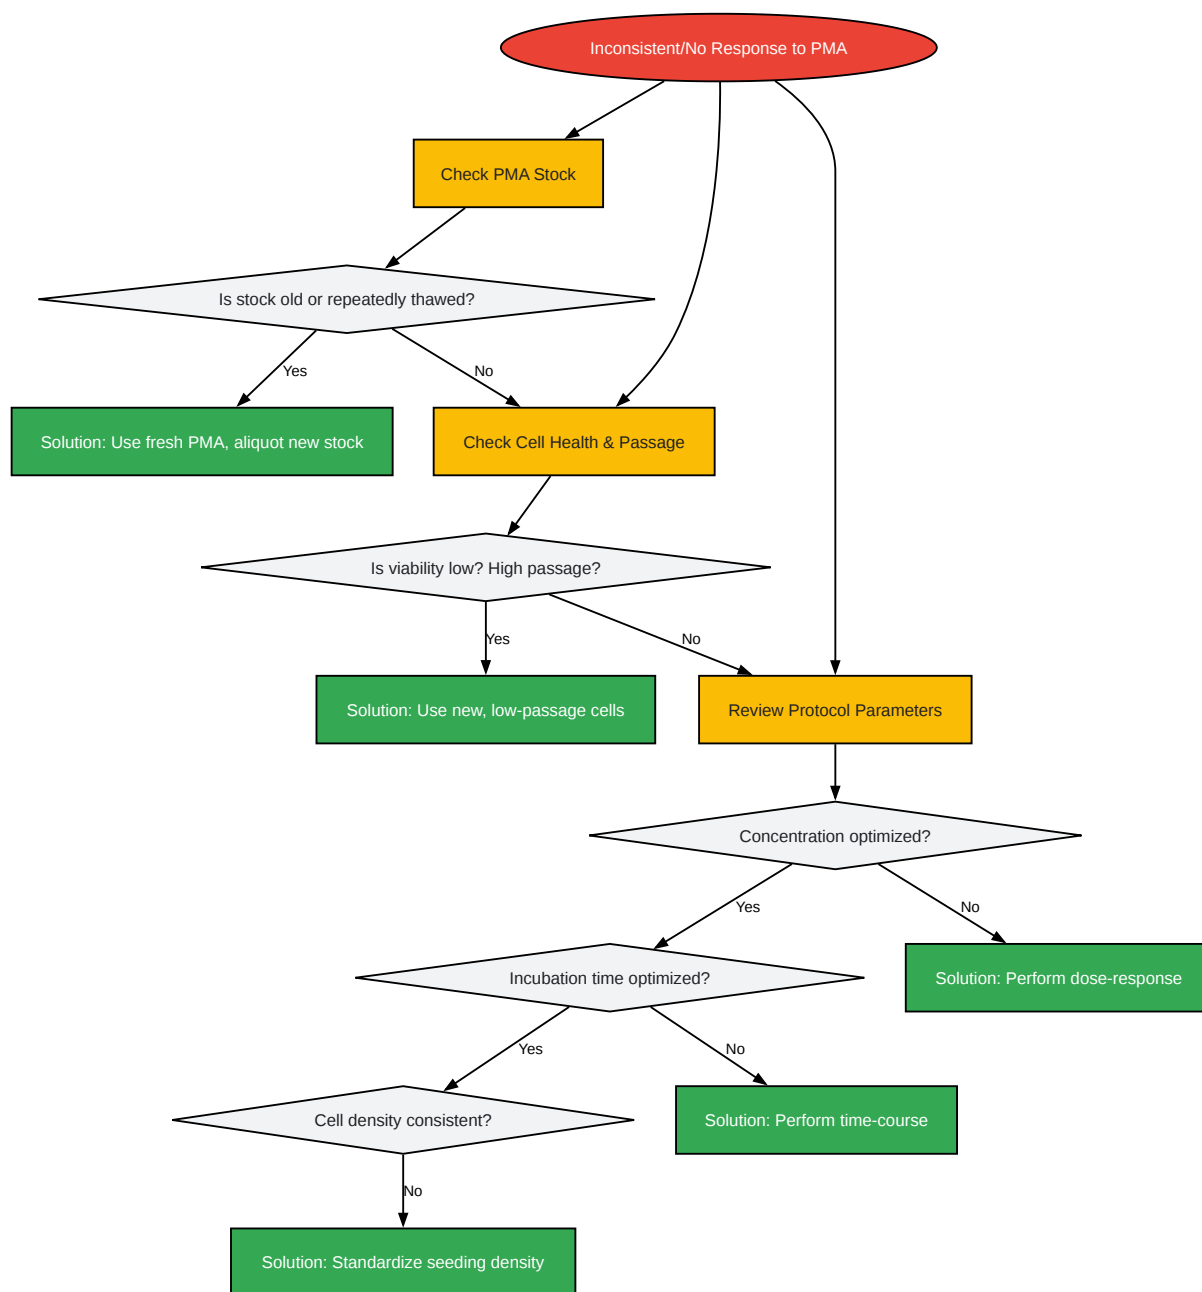 Inconsistent/No Response to PMA
Check PMA Stock
Is stock old or repeatedly thawed?
Yes
No
Solution: Use fresh PMA, aliquot new stock
Check Cell Health & Passage
Is viability low? High passage?
Yes
No
Solution: Use new, low-passage cells
Review Protocol Parameters
Concentration optimized?
Yes
No
Incubation time optimized?
Solution: Perform dose-response
Yes
No
Cell density consistent?
Solution: Perform time-course
No
Solution: Standardize seeding density